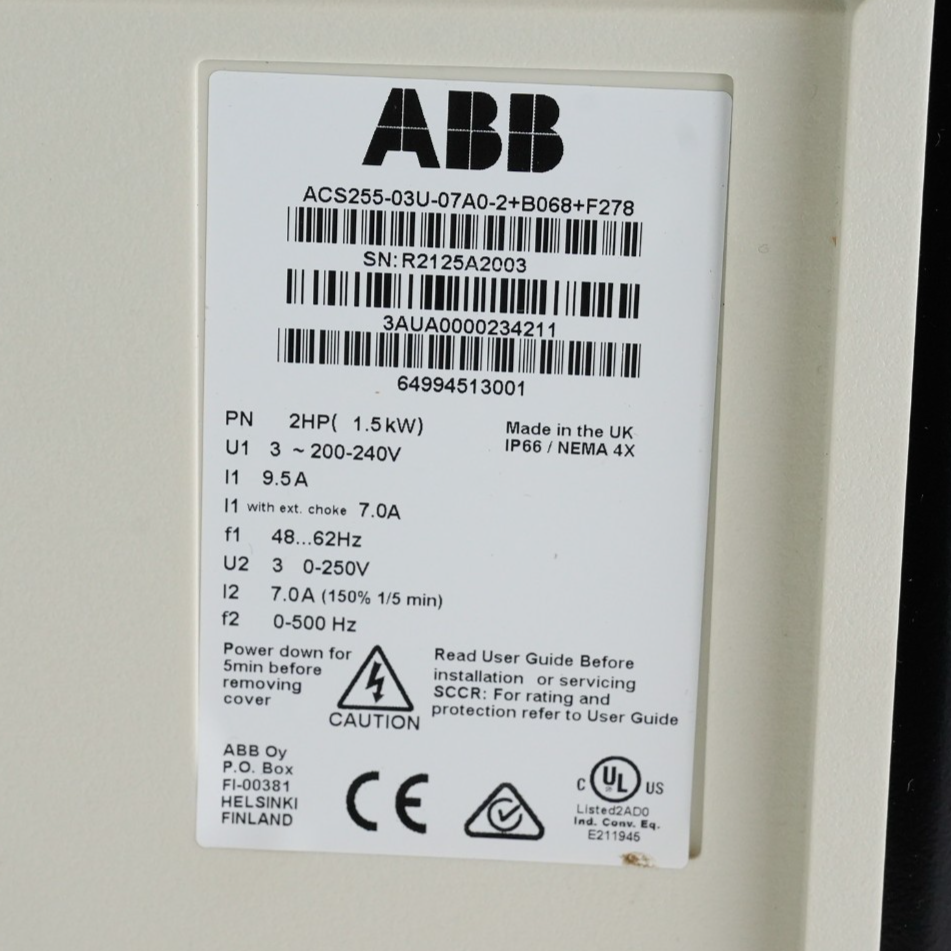 ABB
ACS255-03U-07A0-2+B068+F278
SN:R2125A2003
3AUA0000234211
64994513001
PN 2HP( 1.5kW)
U1 3 ~ 200-240V
I1 9.5A
I1 with ext. choke 7.0A
f1 48...62Hz
U2 3 0-250V
I2 7.0A (150% 1/5 min)
f2 0-500 Hz
Made in the UK
IP66 / NEMA 4X
Power down for
5min before
removing
cover
CAUTION
Read User Guide Before
installation or servicing
SCCR: For rating and
protection refer to User Guide
ABB Oy
P.O. Box
FI-00381
HELSINKI
FINLAND
CE
C UL US
Listed2AD0
Ind. Conv. Eq.
E211945